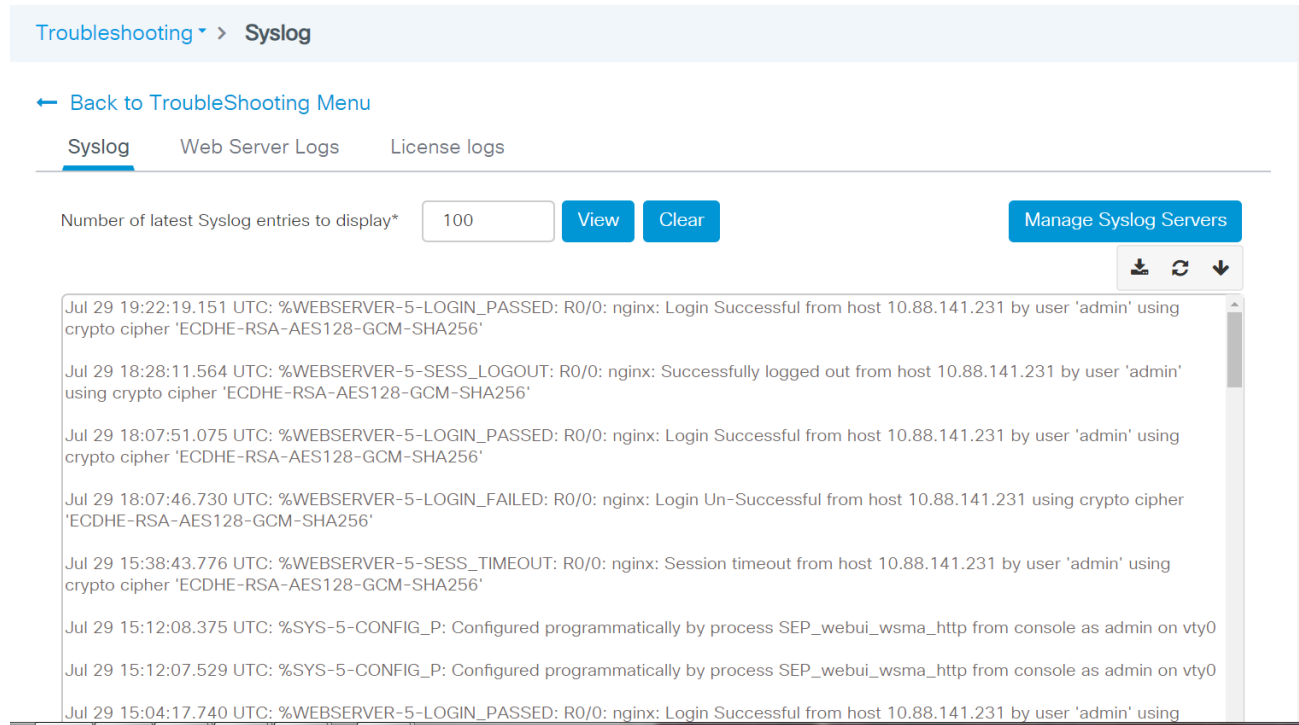 Troubleshooting > Syslog
Back to TroubleShooting Menu
Syslog Web Server Logs License logs
Number of latest Syslog entries to display* 100 View Clear Manage Syslog Servers
Jul 29 19:22:19.151 UTC: %WEBSERVER-5-LOGIN_PASSED: R0/0: nginx: Login Successful from host 10.88.141.231 by user 'admin' using
crypto cipher 'ECDHE-RSA-AES128-GCM-SHA256'
Jul 29 18:28:11.564 UTC: %WEBSERVER-5-SESS_LOGOUT: R0/0: nginx: Successfully logged out from host 10.88.141.231 by user 'admin'
using crypto cipher 'ECDHE-RSA-AES128-GCM-SHA256'
Jul 29 18:07:51.075 UTC: %WEBSERVER-5-LOGIN_PASSED: R0/0: nginx: Login Successful from host 10.88.141.231 by user 'admin' using
crypto cipher 'ECDHE-RSA-AES128-GCM-SHA256'
Jul 29 18:07:46.730 UTC: %WEBSERVER-5-LOGIN_FAILED: R0/0: nginx: Login Un-Successful from host 10.88.141.231 using crypto cipher
'ECDHE-RSA-AES128-GCM-SHA256'
Jul 29 15:38:43.776 UTC: %WEBSERVER-5-SESS_TIMEOUT: R0/0: nginx: Session timeout from host 10.88.141.231 by user 'admin' using
crypto cipher 'ECDHE-RSA-AES128-GCM-SHA256'
Jul 29 15:12:08.375 UTC: %SYS-5-CONFIG_P: Configured programmatically by process SEP_webui_wsma_http from console as admin on vty0
Jul 29 15:12:07.529 UTC: %SYS-5-CONFIG_P: Configured programmatically by process SEP_webui_wsma_http from console as admin on vty0
Jul 29 15:04:17.740 UTC: %WEBSERVER-5-LOGIN_PASSED: R0/0: nginx: Login Successful from host 10.88.141.231 by user 'admin' using